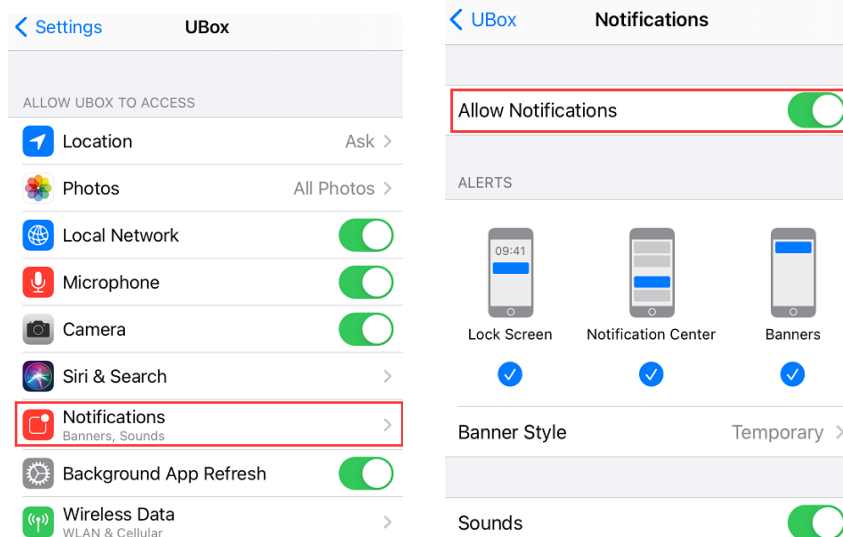 Settings
UBox
ALLOW UBOX TO ACCESS
Location
Ask
Photos
All Photos
Local Network
Microphone
Camera
Siri & Search
Notifications
Banners, Sounds
Background App Refresh
Wireless Data
WLAN & Cellular
UBox
Notifications
Allow Notifications
ALERTS
09:41
Lock Screen
Notification Center
Banners
Banner Style
Temporary
Sounds